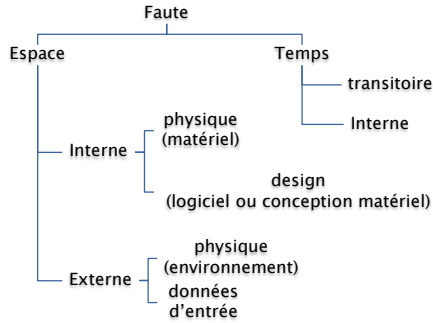 Faute
Espace
Temps
transitoire
Interne
physique
(matériel)
Interne
design
(logiciel ou conception matériel)
physique
(environnement)
Externe
données
d'entrée